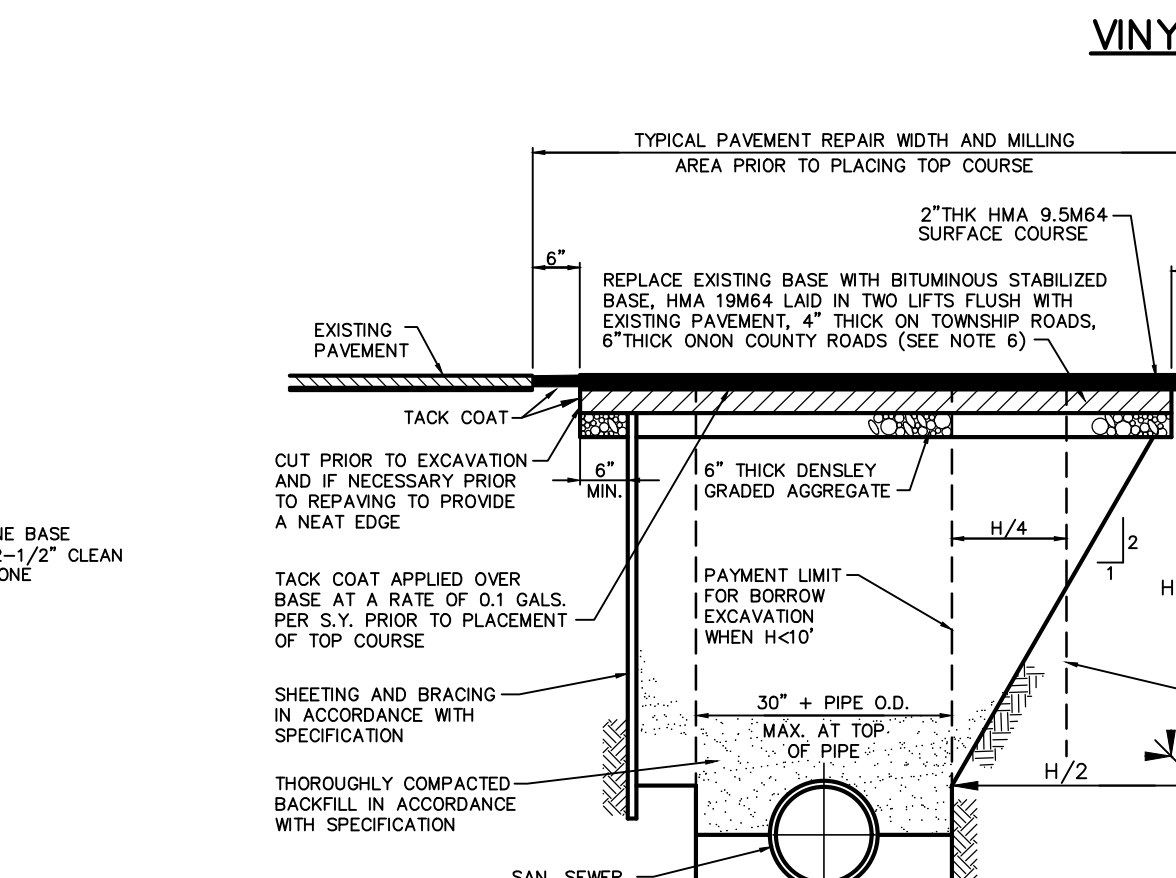 VINY
TYPICAL PAVEMENT REPAIR WIDTH AND MILLING
AREA PRIOR TO PLACING TOP COURSE
2"THK HMA 9.5M64
SURFACE COURSE
6"
REPLACE EXISTING BASE WITH BITUMINOUS STABILIZED
BASE, HMA 19M64 LAID IN TWO LIFTS FLUSH WITH
EXISTING PAVEMENT, 4" THICK ON TOWNSHIP ROADS,
6"THICK ONON COUNTY ROADS (SEE NOTE 6)
EXISTING
PAVEMENT
TACK COAT
CUT PRIOR TO EXCAVATION
AND IF NECESSARY PRIOR
TO REPAVING TO PROVIDE
A NEAT EDGE
6"
MIN.
6" THICK DENSLEY
GRADED AGGREGATE
NE BASE
2-1/2" CLEAN
ONE
H/4
2
1
H
TACK COAT APPLIED OVER
BASE AT A RATE OF 0.1 GALS.
PER S.Y. PRIOR TO PLACEMENT
OF TOP COURSE
PAYMENT LIMIT
FOR BORROW
EXCAVATION
WHEN H<10'
SHEETING AND BRACING
IN ACCORDANCE WITH
SPECIFICATION
30" + PIPE O.D.
MAX. AT TOP
OF PIPE
H/2
THOROUGHLY COMPACTED
BACKFILL IN ACCORDANCE
WITH SPECIFICATION
SAN. SEWER